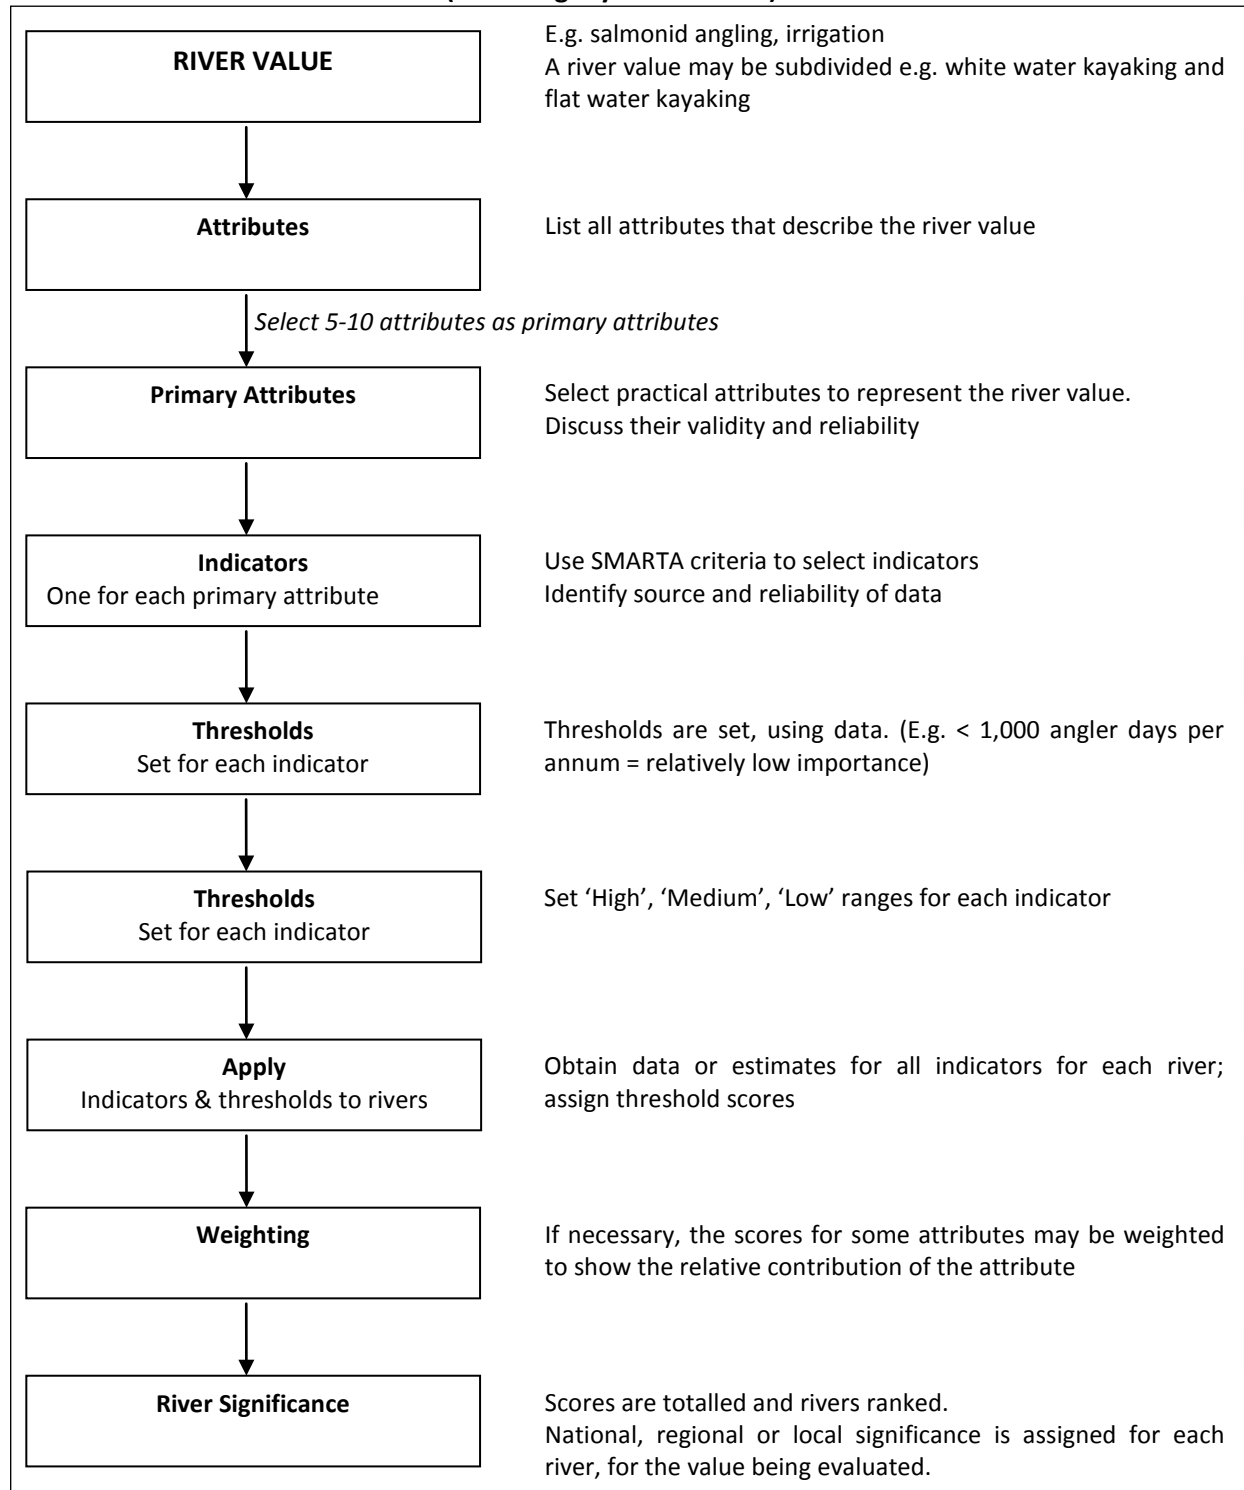 RIVER VALUE
E.g. salmonid angling, irrigation
A river value may be subdivided e.g. white water kayaking and
flat water kayaking
Attributes
List all attributes that describe the river value
Select 5-10 attributes as primary attributes
Primary Attributes
Select practical attributes to represent the river value.
Discuss their validity and reliability
Indicators
One for each primary attribute
Use SMARTA criteria to select indicators
Identify source and reliability of data
Thresholds
Set for each indicator
Thresholds are set, using data. (E.g. < 1,000 angler days per
annum = relatively low importance)
Thresholds
Set for each indicator
Set ‘High’, ‘Medium’, ‘Low’ ranges for each indicator
Apply
Indicators & thresholds to rivers
Obtain data or estimates for all indicators for each river;
assign threshold scores
Weighting
If necessary, the scores for some attributes may be weighted
to show the relative contribution of the attribute
River Significance
Scores are totalled and rivers ranked.
National, regional or local significance is assigned for each
river, for the value being evaluated.